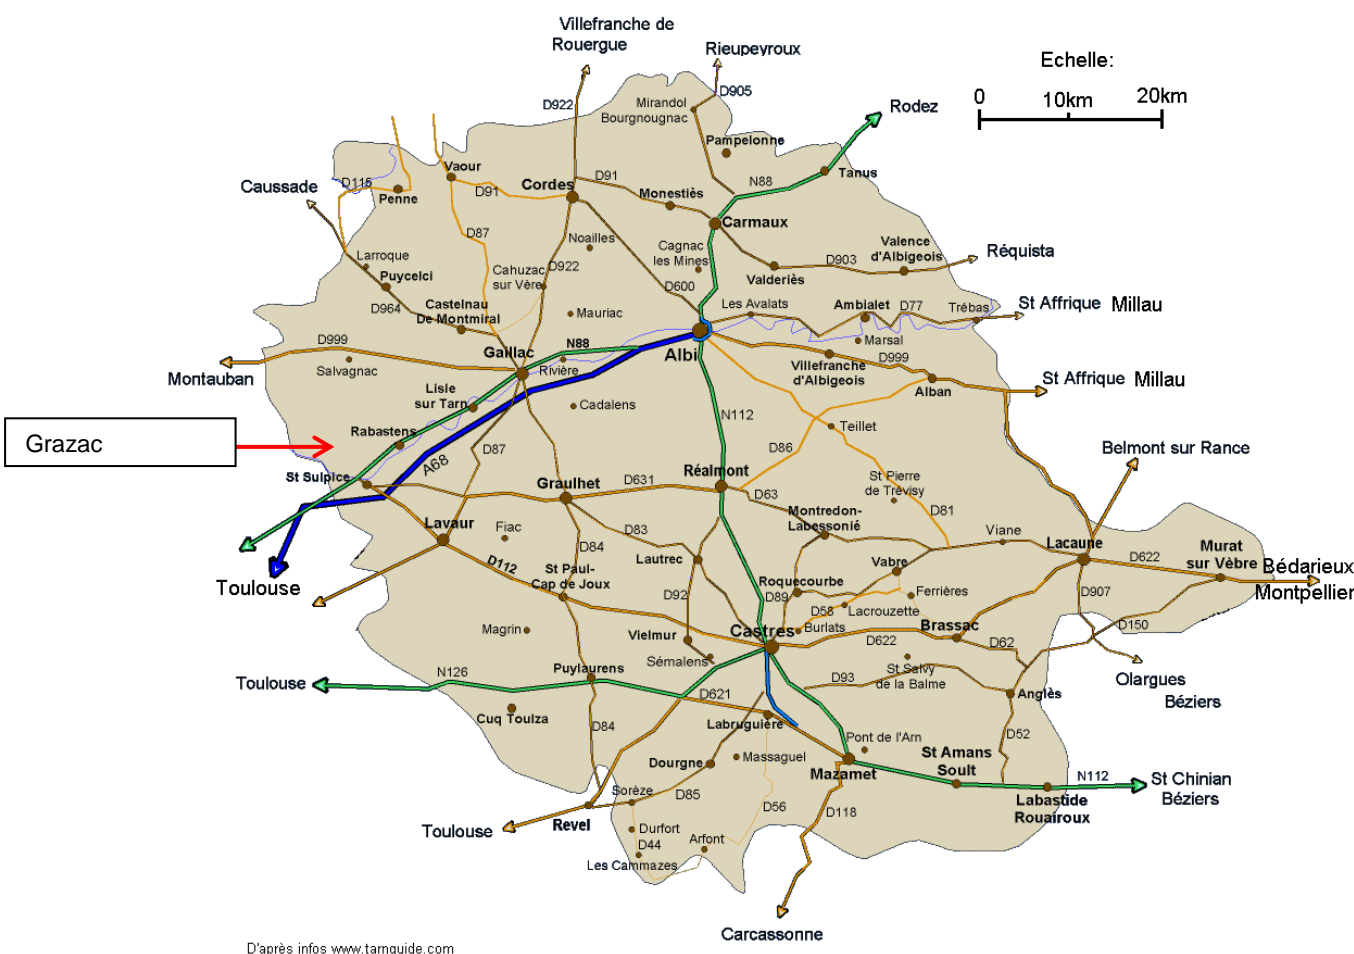 Villefranche de
Rouergue
Rieupeyroux
Echelle:
0 10km 20km
D922
D905
Mirandol
Bourgnougnac
Rodez
Pampelonne
Caussade
D115
Penne
Vaour
D91
Cordes
D91
Monestiès
N88
Tanus
Carmaux
D87
Noailles
Cagnac
les Mines
Valence
d'Albigeois
Réquista
Larroque
Puycelci
Cahuzac
sur Vère
D922
D600
Valderiès
D903
D964
Castelnau
De Montmiral
Mauriac
Les Avalats
Ambialet
D77
Trébas
St Affrique Millau
D999
Salvagnac
Montauban
Gaillac
N88
Rivière
Albi
Marsal
Villefranche
d'Albigeois
D999
Alban
St Affrique Millau
Lisle
sur Tarn
Cadalens
N112
Grazac
Rabastens
A68
D87
D86
Teillet
Belmont sur Rance
St Sulpice
Graulhet
D631
Réalmont
D63
St Pierre
de Trévisy
Montredon-
Labessonié
D81
Lavaur
Fiac
D83
D84
Lautrec
Viane
Lacaune
D622
Murat
sur Vèbre
Bédarieux
Montpellier
Toulouse
D112
St Paul-
Cap de Joux
Roquecourbe
Vabre
D92
D89
D58
Lacrouzette
Ferrières
D907
D150
Magrin
Vielmur
Castres
Burlats
D622
Brassac
D62
Sémalens
St Salvy
de la Balme
Olargues
Béziers
Toulouse
N126
Puylaurens
D621
D93
Anglès
Cuq Toulza
D84
Labruguière
Pont de l'Arn
D52
Dourgne
Massaguel
Mazamet
St Amans
Soult
N112
St Chinian
Béziers
Labastide
Rouairoux
Sorèze
D85
D56
D118
Toulouse
Revel
Durfort
D44
Arfont
Les Cammazes
Carcassonne
D'après infos www.tarnguide.com